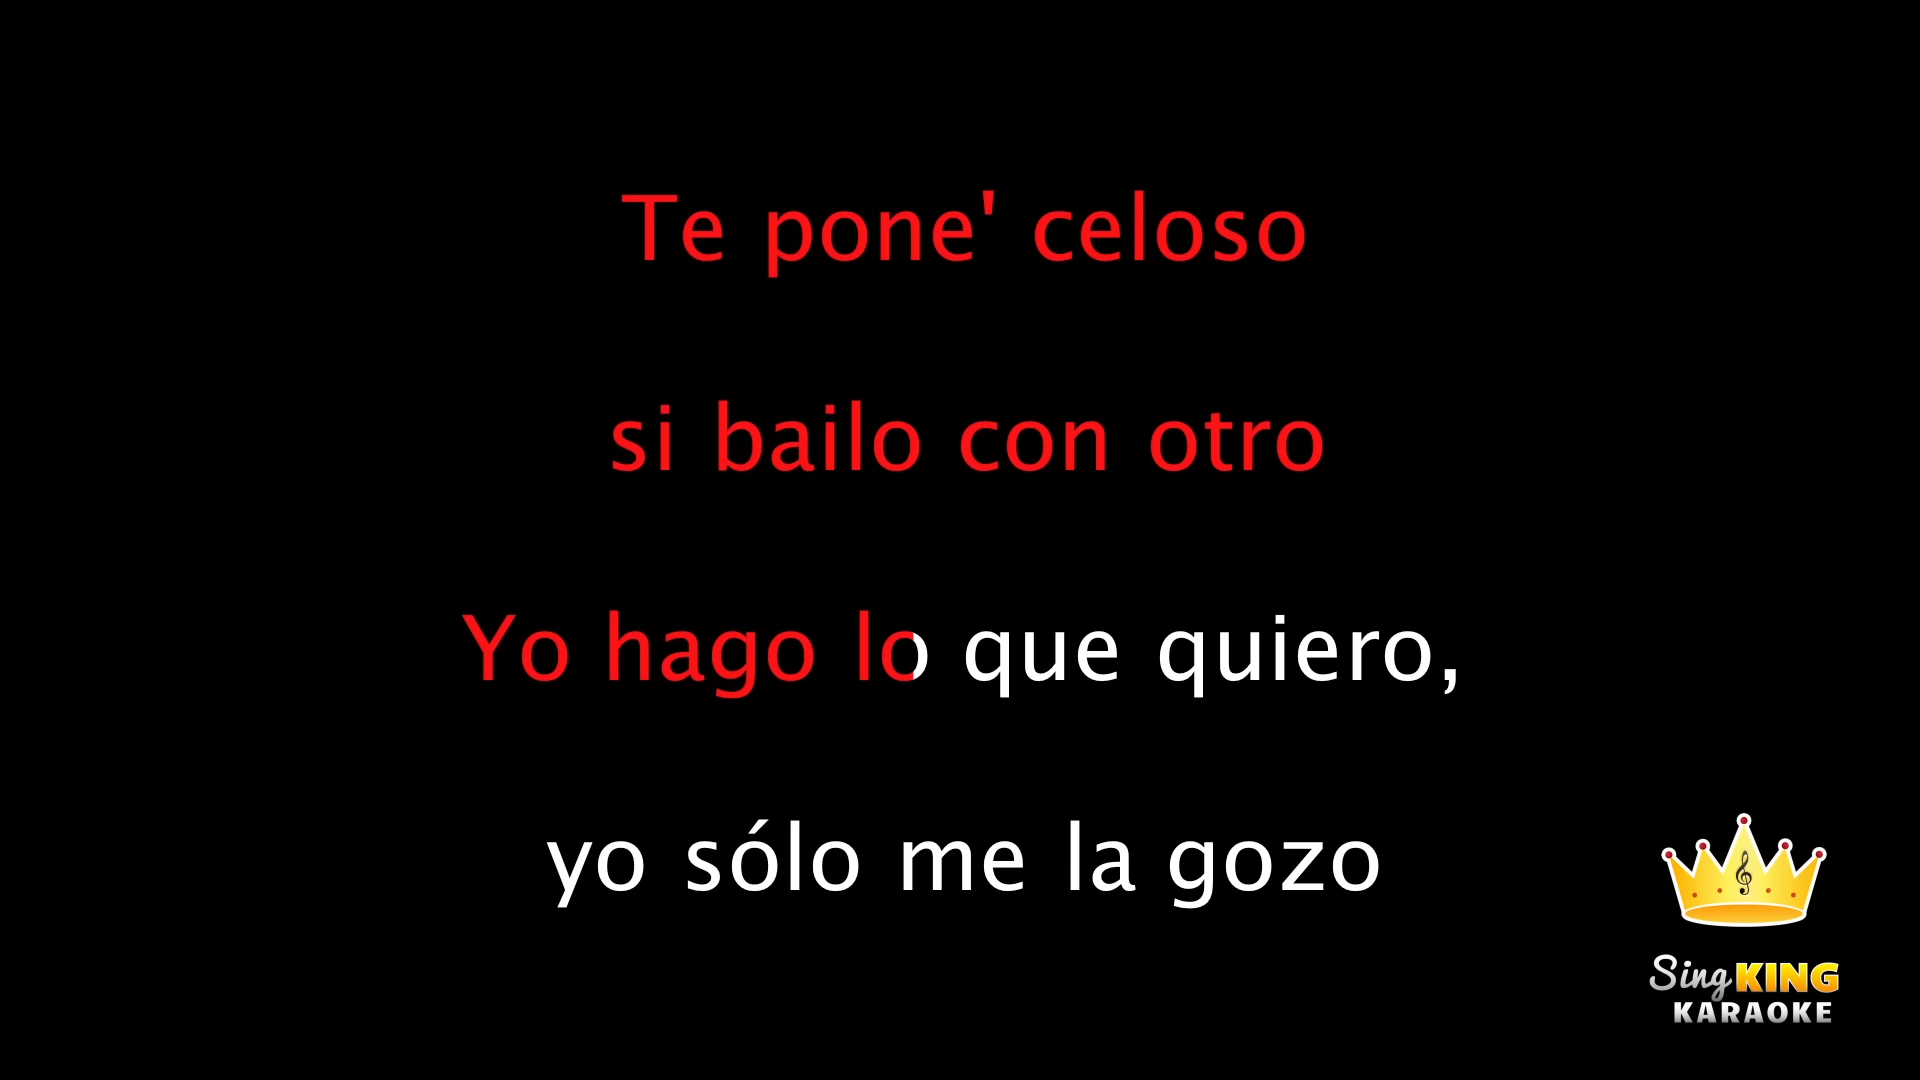 Te pone' celoso
si bailo con otro
Yo hago lo que quiero,
yo sólo me la gozo
Sing KING
KARAOKE